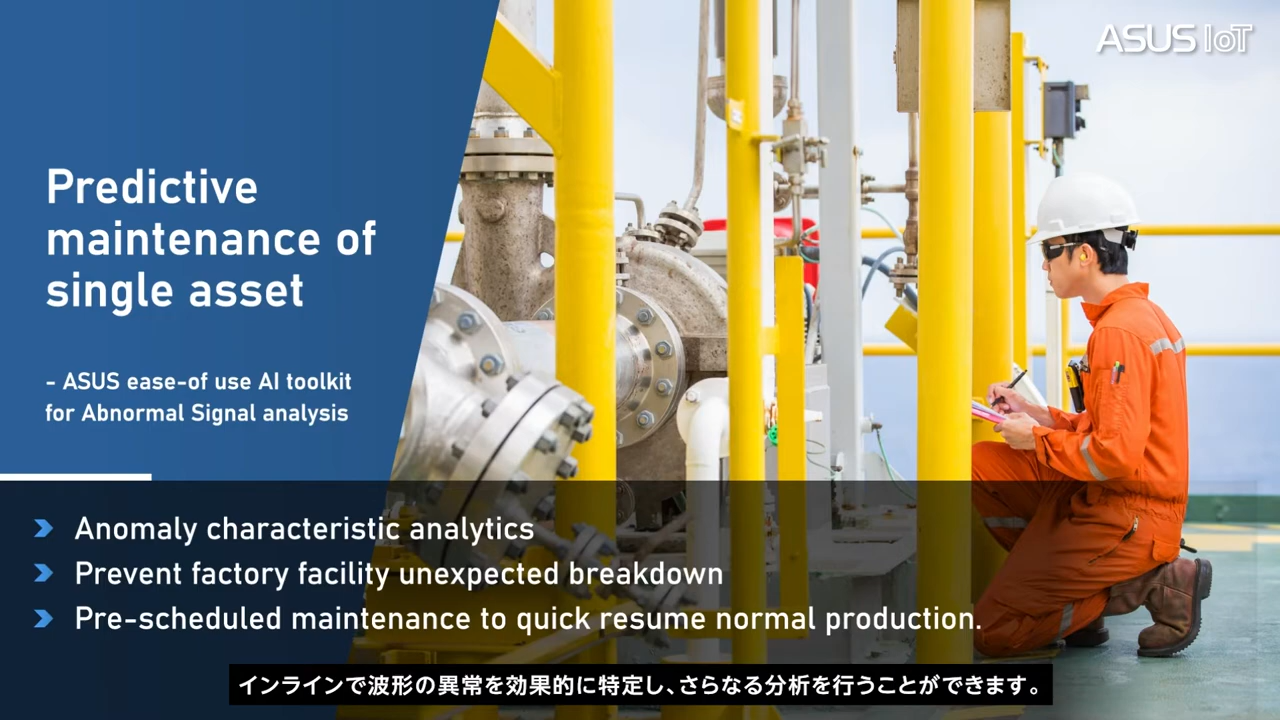 ASUS IoT
Predictive
maintenance of
single asset
- ASUS ease-of use AI toolkit
for Abnormal Signal analysis
Anomaly characteristic analytics
Prevent factory facility unexpected breakdown
Pre-scheduled maintenance to quick resume normal production.
インラインで波形の異常を効果的に特定し、さらなる分析を行うことができます。